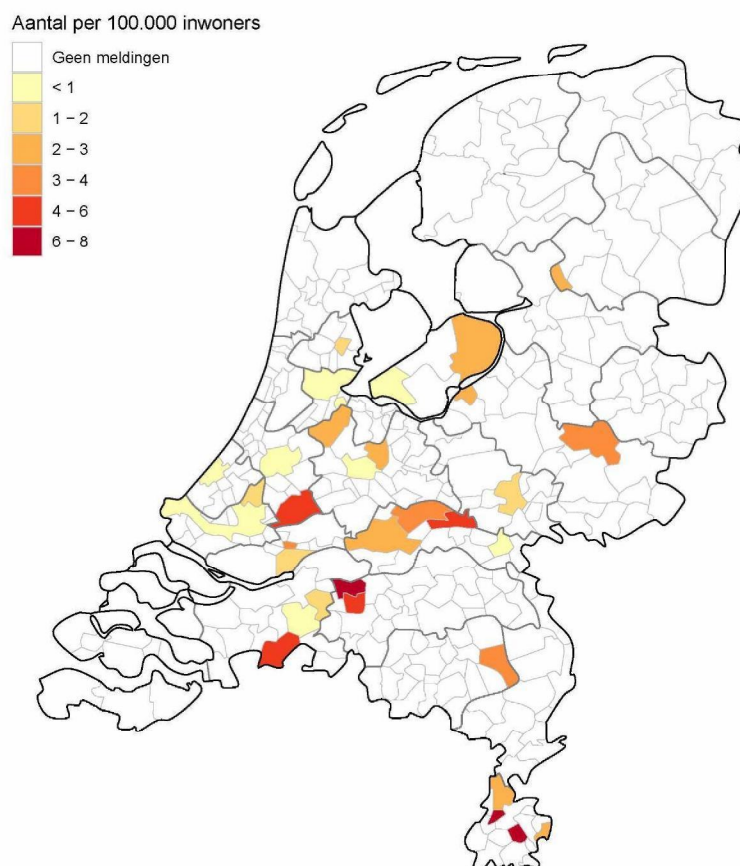 Aantal per 100.000 inwoners
Geen meldingen
< 1
1 – 2
2 – 3
3 – 4
4 – 6
6 – 8